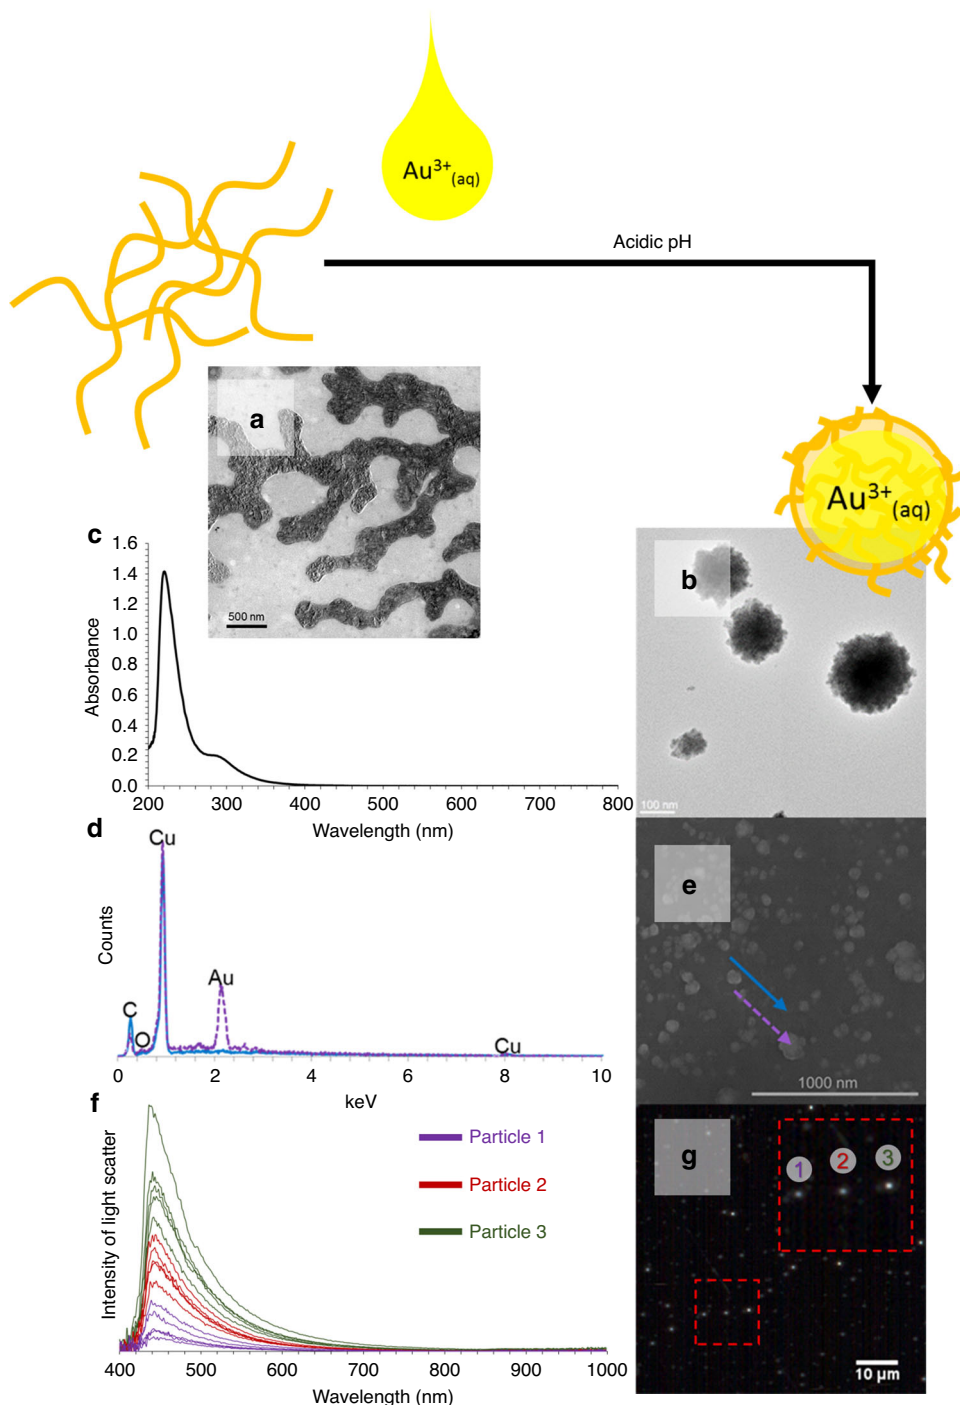 Au³⁺(aq)
Acidic pH
a
500 nm
Au³⁺(aq)
b
100 nm
c
1.6
1.4
1.2
1.0
0.8
0.6
0.4
0.2
0.0
Absorbance
200 300 400 500 600 700 800
Wavelength (nm)
d
Cu
Au
C
O
Cu
Counts
0 2 4 6 8 10
keV
e
1000 nm
f
Particle 1
Particle 2
Particle 3
Intensity of light scatter
400 500 600 700 800 900 1000
Wavelength (nm)
g
1 2 3
10 µm